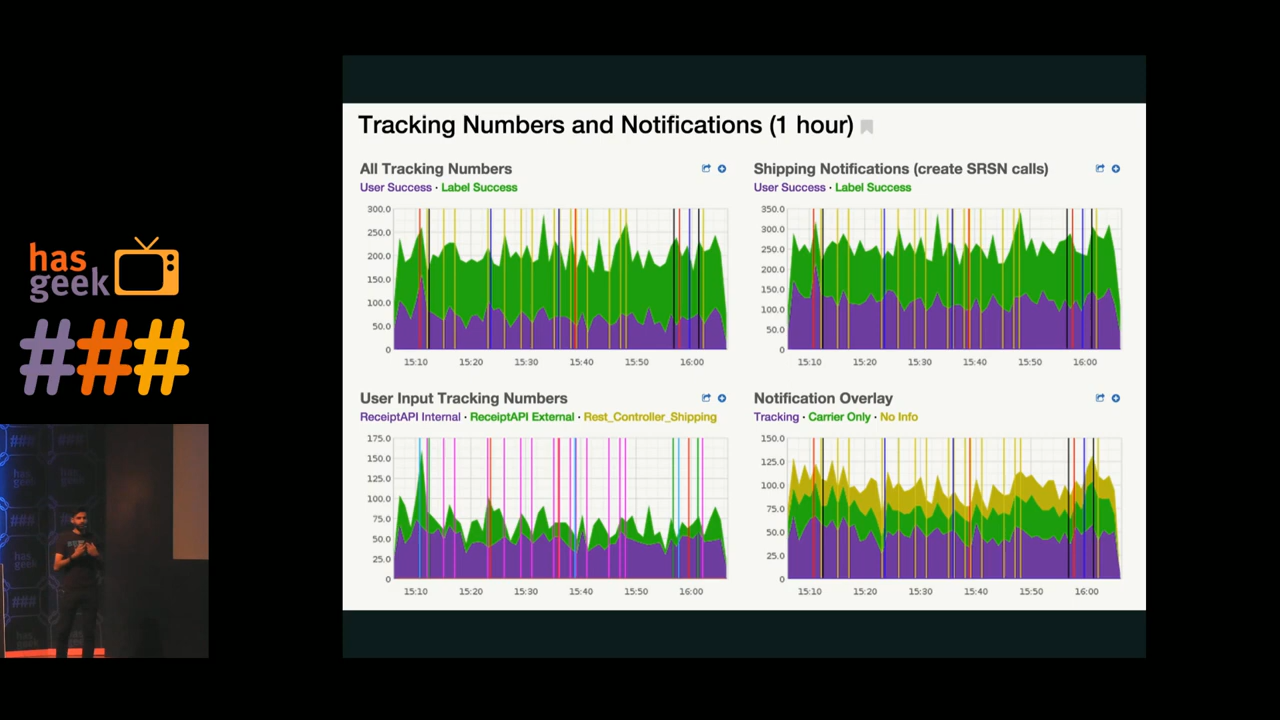 Tracking Numbers and Notifications (1 hour)
All Tracking Numbers
User Success · Label Success
300.0
250.0
200.0
150.0
100.0
50.0
0
15:10 15:20 15:30 15:40 15:50 16:00
Shipping Notifications (create SRSN calls)
User Success · Label Success
350.0
300.0
250.0
200.0
150.0
100.0
50.0
0
15:10 15:20 15:30 15:40 15:50 16:00
User Input Tracking Numbers
ReceiptAPI Internal · ReceiptAPI External · Rest_Controller_Shipping
175.0
150.0
125.0
100.0
75.0
50.0
25.0
0
15:10 15:20 15:30 15:40 15:50 16:00
Notification Overlay
Tracking · Carrier Only · No Info
150.0
125.0
100.0
75.0
50.0
25.0
0
15:10 15:20 15:30 15:40 15:50 16:00
has
geek
###
###
has
geek
###
has
geek
###
has